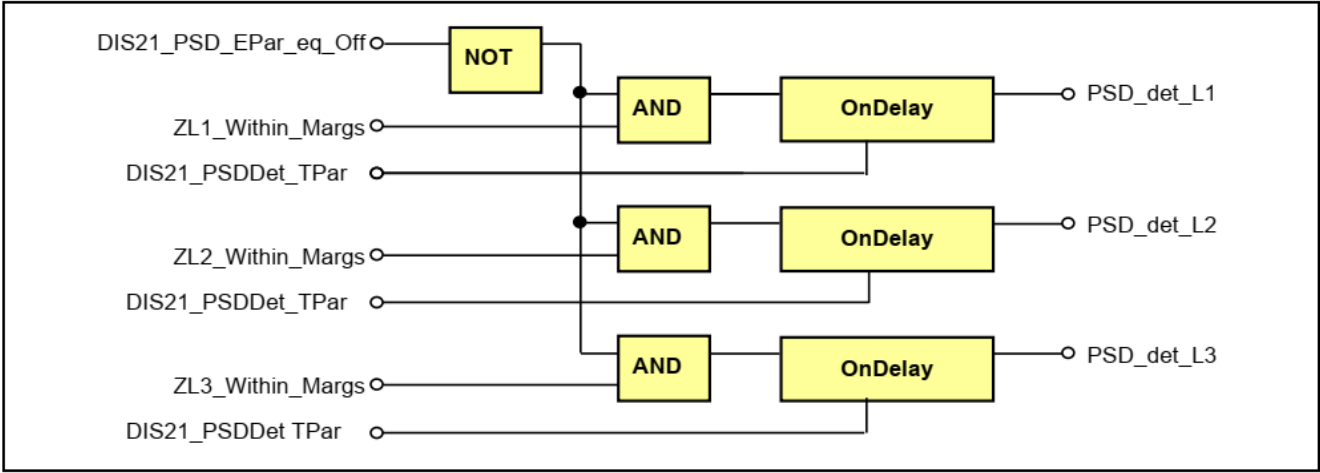 DIS21_PSD_EPar_eq_Off
NOT
AND
OnDelay
PSD_det_L1
ZL1_Within_Margs
DIS21_PSDDet_TPar
AND
OnDelay
PSD_det_L2
ZL2_Within_Margs
DIS21_PSDDet_TPar
AND
OnDelay
PSD_det_L3
ZL3_Within_Margs
DIS21_PSDDet TPar